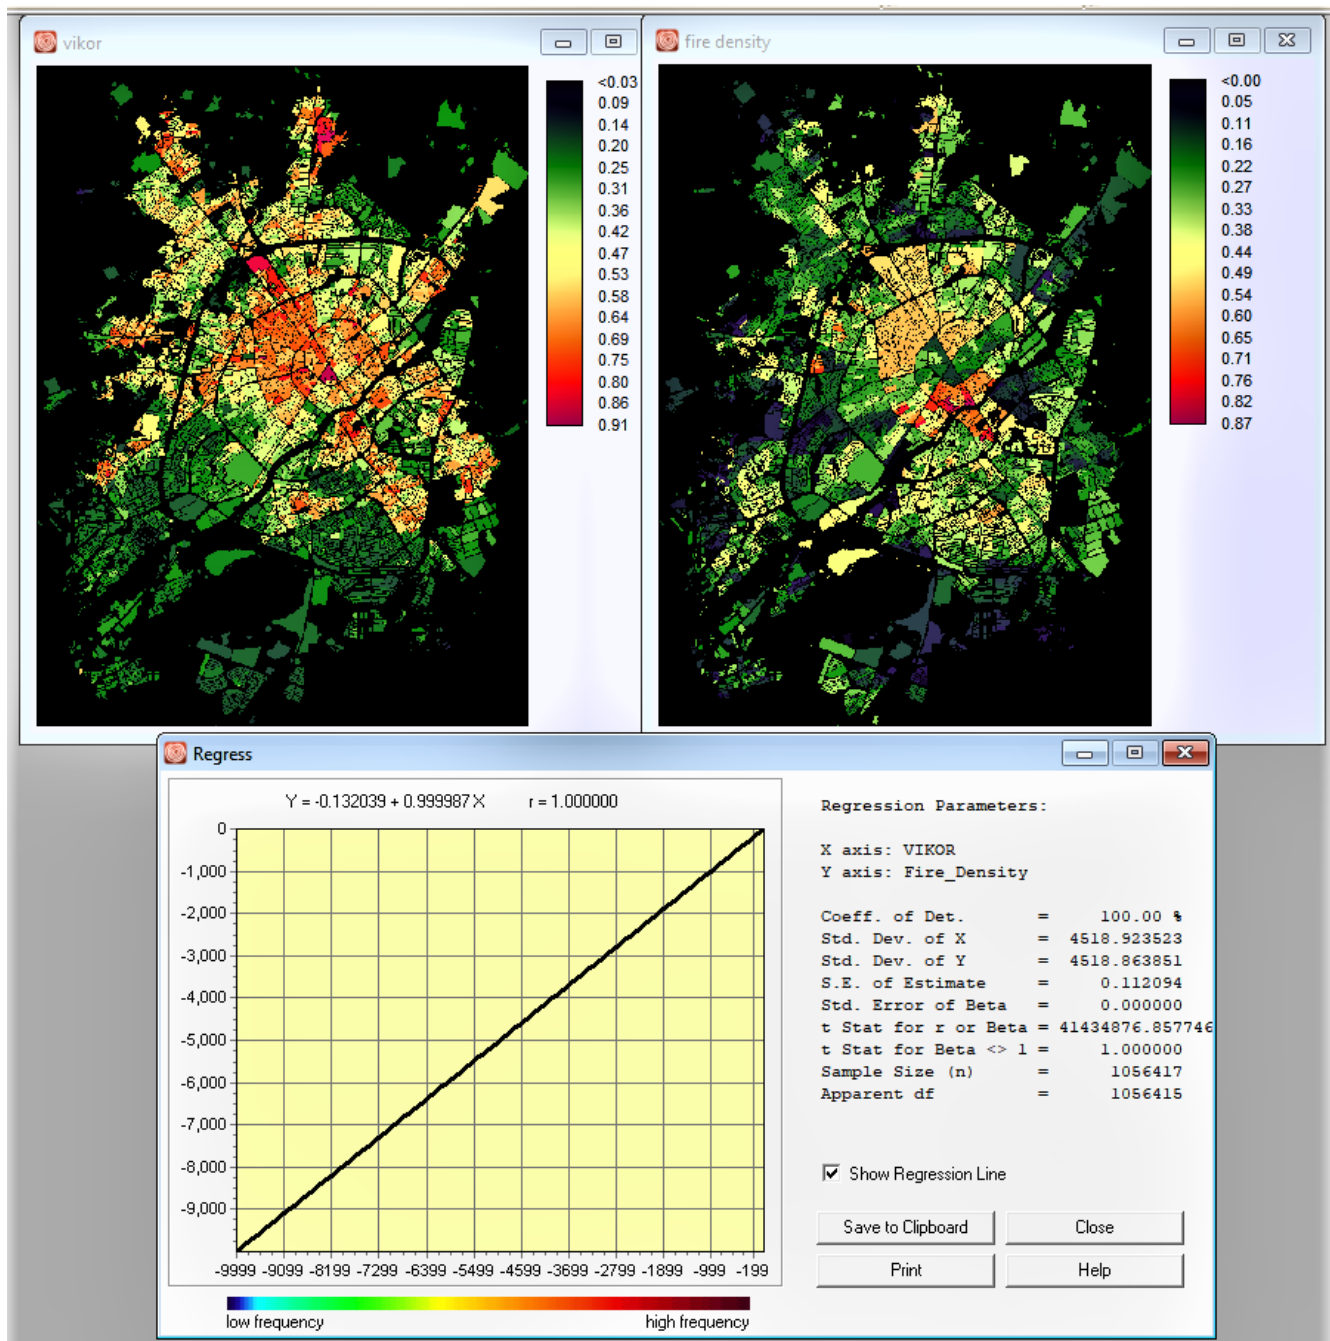 vikor
<0.03
0.09
0.14
0.20
0.25
0.31
0.36
0.42
0.47
0.53
0.58
0.64
0.69
0.75
0.80
0.86
0.91
fire density
<0.00
0.05
0.11
0.16
0.22
0.27
0.33
0.38
0.44
0.49
0.54
0.60
0.65
0.71
0.76
0.82
0.87
Regress
Y = -0.132039 + 0.999987 X r = 1.000000
0
-1,000
-2,000
-3,000
-4,000
-5,000
-6,000
-7,000
-8,000
-9,000
-9999 -9099 -8199 -7299 -6399 -5499 -4599 -3699 -2799 -1899 -999 -199
low frequency high frequency
Regression Parameters:
X axis: VIKOR
Y axis: Fire_Density
Coeff. of Det. = 100.00 %
Std. Dev. of X = 4518.923523
Std. Dev. of Y = 4518.863851
S.E. of Estimate = 0.112094
Std. Error of Beta = 0.000000
t Stat for r or Beta = 41434876.857746
t Stat for Beta <> 1 = 1.000000
Sample Size (n) = 1056417
Apparent df = 1056415
Show Regression Line
Save to Clipboard Close
Print Help